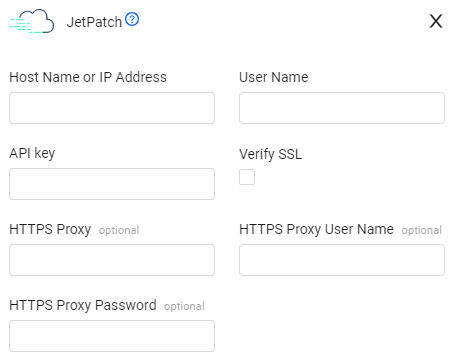 JetPatch ? X
Host Name or IP Address User Name
API key Verify SSL
HTTPS Proxy optional HTTPS Proxy User Name optional
HTTPS Proxy Password optional